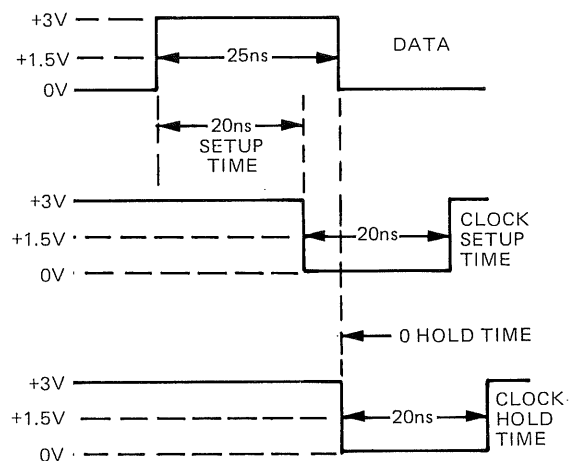 +3V
+1.5V
0V
25ns
DATA
20ns
SETUP
TIME
+3V
+1.5V
0V
20ns
CLOCK
SETUP
TIME
0 HOLD TIME
+3V
+1.5V
0V
20ns
CLOCK-
HOLD
TIME